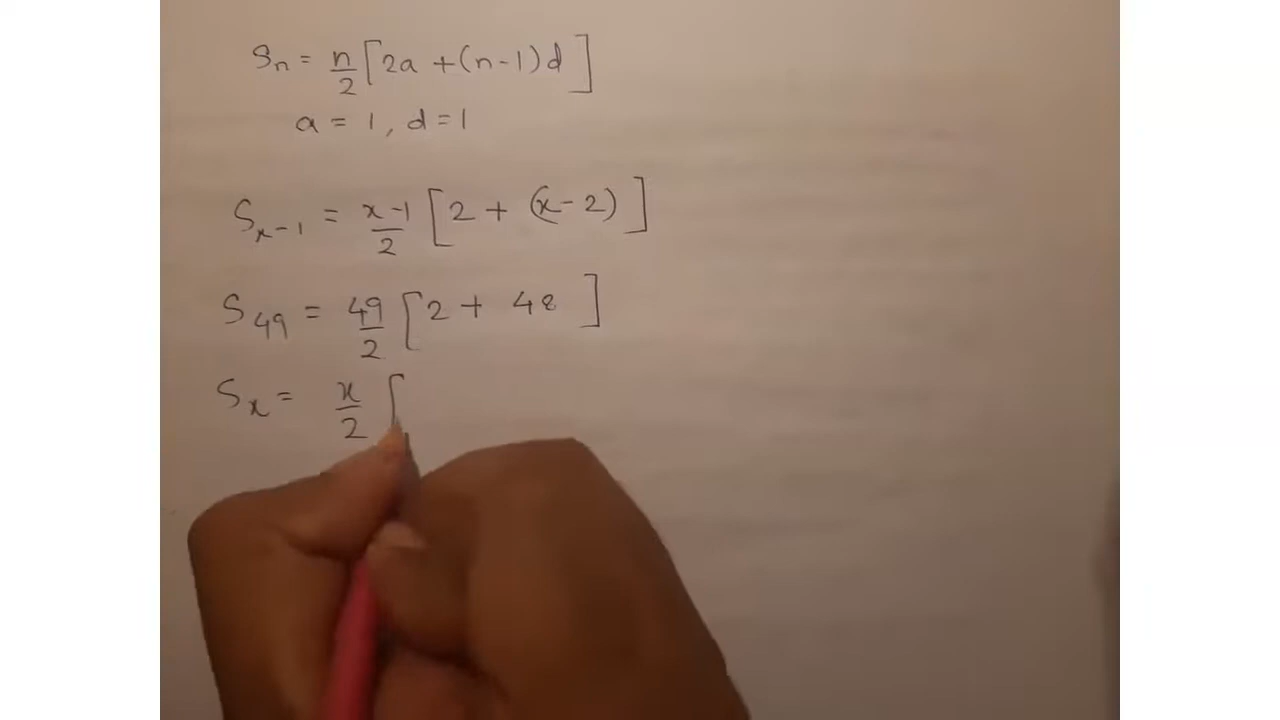 Sn = n/2 [2a + (n-1)d]
a = 1, d = 1
Sx-1 = x-1/2 [2 + (x-2)]
S49 = 49/2 [2 + 48]
Sx = x/2 [